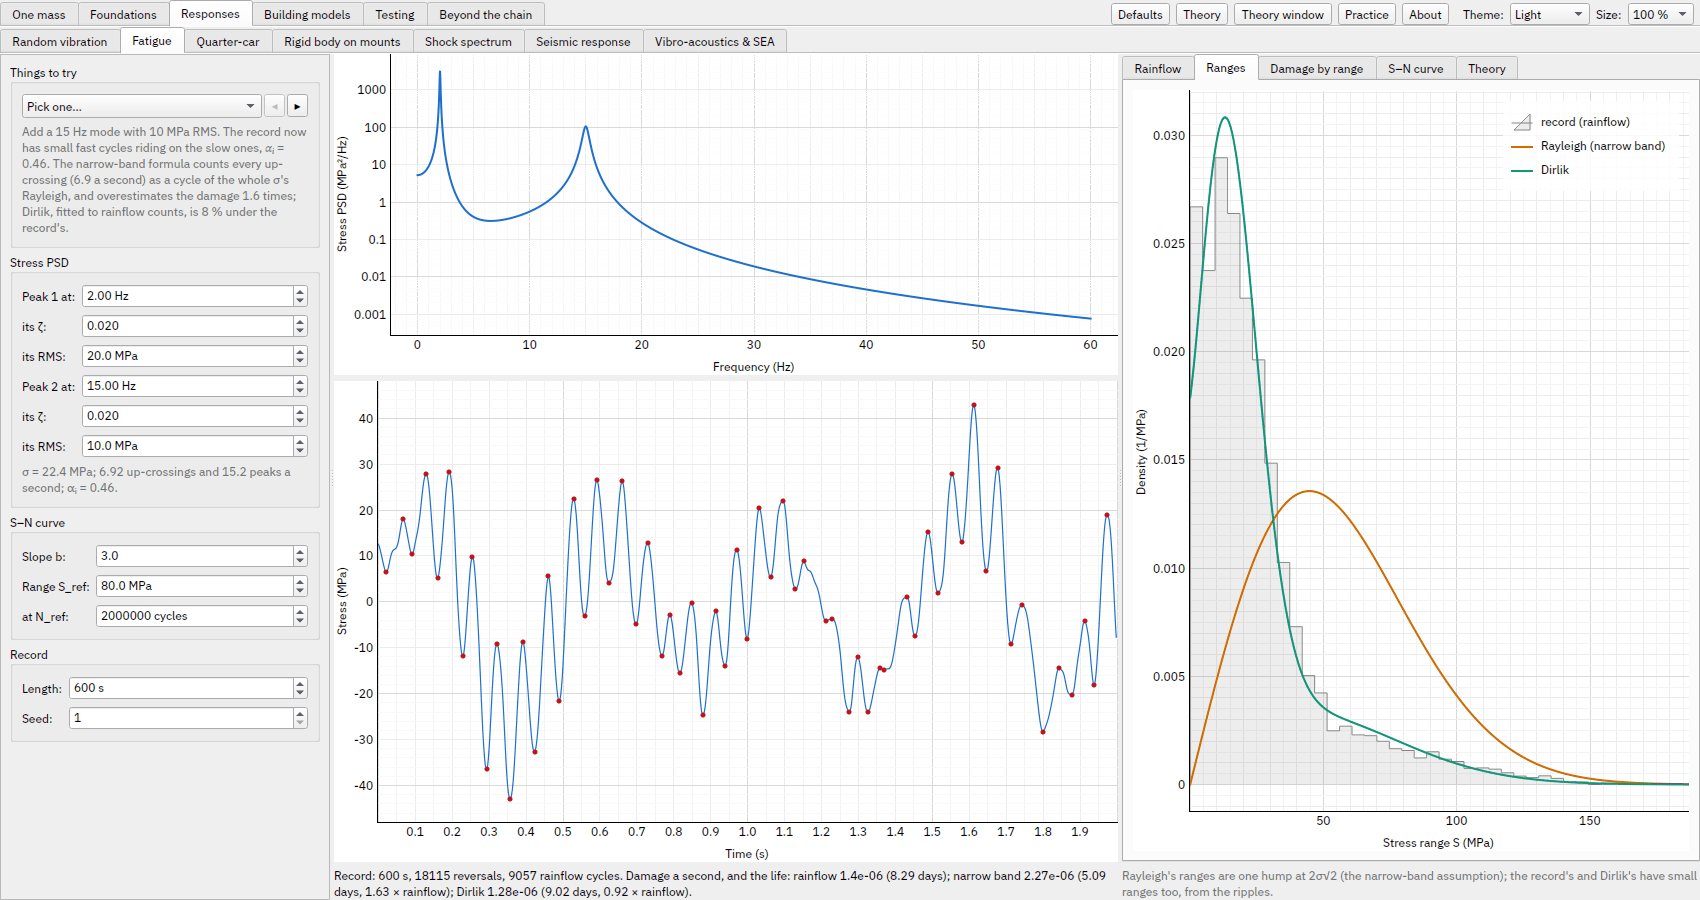 One mass Foundations Responses Building models Testing Beyond the chain Defaults Theory Theory window Practice About Theme: Light Size: 100 %
Random vibration Fatigue Quarter-car Rigid body on mounts Shock spectrum Seismic response Vibro-acoustics & SEA
Things to try
Pick one...
Add a 15 Hz mode with 10 MPa RMS. The record now
has small fast cycles riding on the slow ones, αᵢ =
0.46. The narrow-band formula counts every up-
crossing (6.9 a second) as a cycle of the whole σ's
Rayleigh, and overestimates the damage 1.6 times;
Dirlik, fitted to rainflow counts, is 8 % under the
record's.
Stress PSD
Peak 1 at: 2.00 Hz
its ζ: 0.020
its RMS: 20.0 MPa
Peak 2 at: 15.00 Hz
its ζ: 0.020
its RMS: 10.0 MPa
σ = 22.4 MPa; 6.92 up-crossings and 15.2 peaks a
second; αᵢ = 0.46.
S–N curve
Slope b: 3.0
Range S_ref: 80.0 MPa
at N_ref: 2000000 cycles
Record
Length: 600 s
Seed: 1
Stress PSD (MPa²/Hz)
1000
100
10
1
0.1
0.01
0.001
0 10 20 30 40 50 60
Frequency (Hz)
Stress (MPa)
40
30
20
10
0
-10
-20
-30
-40
0.1 0.2 0.3 0.4 0.5 0.6 0.7 0.8 0.9 1.0 1.1 1.2 1.3 1.4 1.5 1.6 1.7 1.8 1.9
Time (s)
Record: 600 s, 18115 reversals, 9057 rainflow cycles. Damage a second, and the life: rainflow 1.4e-06 (8.29 days); narrow band 2.27e-06 (5.09
days, 1.63 × rainflow); Dirlik 1.28e-06 (9.02 days, 0.92 × rainflow).
Rainflow Ranges Damage by range S–N curve Theory
record (rainflow)
Rayleigh (narrow band)
Dirlik
Density (1/MPa)
0.030
0.025
0.020
0.015
0.010
0.005
0
50 100 150
Stress range S (MPa)
Rayleigh's ranges are one hump at 2σ√2 (the narrow-band assumption); the record's and Dirlik's have small
ranges too, from the ripples.